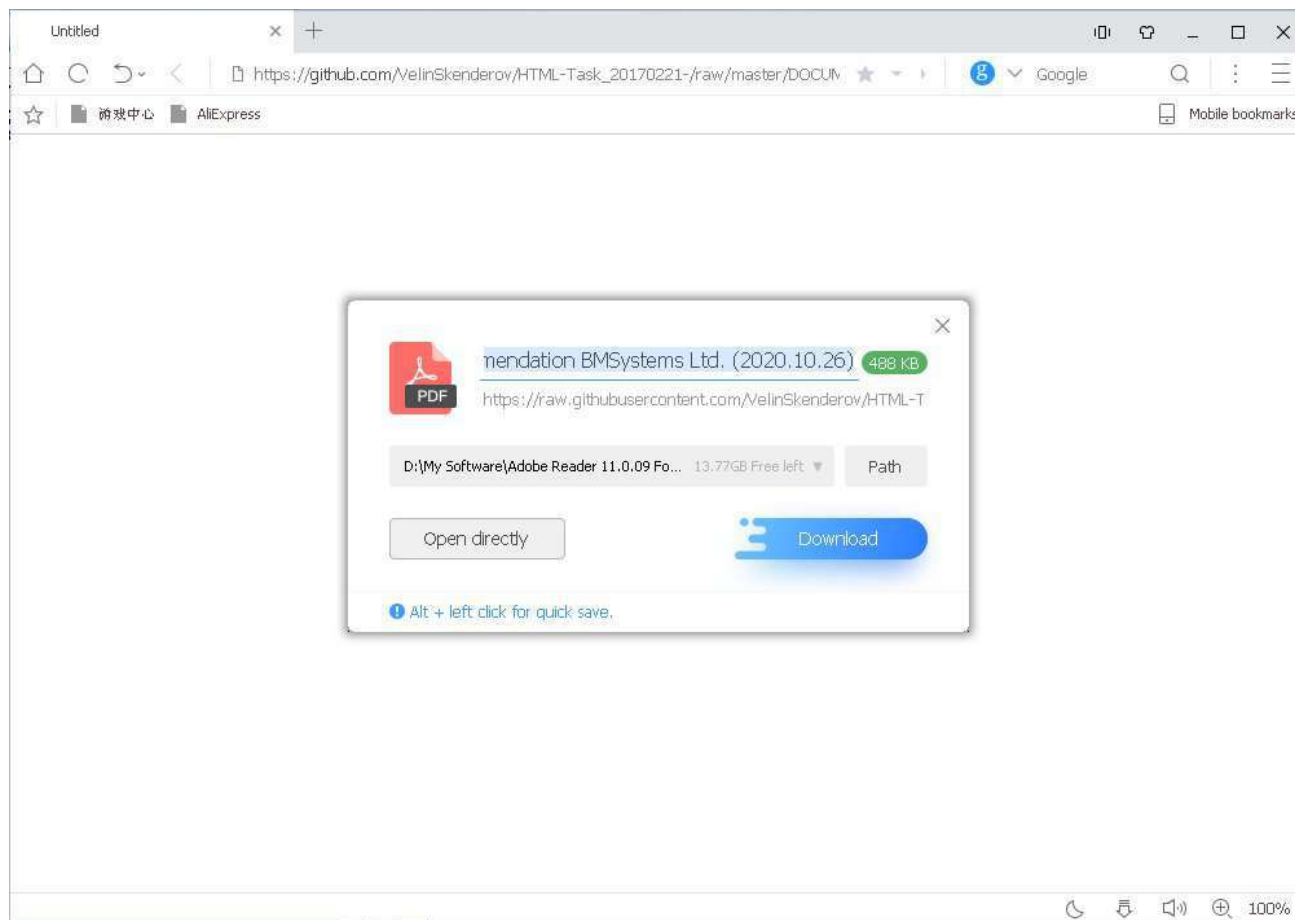 Untitled
https://github.com/VelinSkenderov/HTML-Task_20170221-/raw/master/DOCUM
g Google
游戏中心 AliExpress
Mobile bookmarks
mendation BMSystems Ltd. (2020.10.26) 488 KB
PDF
https://raw.githubusercontent.com/VelinSkenderov/HTML-T
D:\My Software\Adobe Reader 11.0.09 Fo... 13.77GB Free left
Path
Open directly
Download
Alt + left click for quick save.
100%